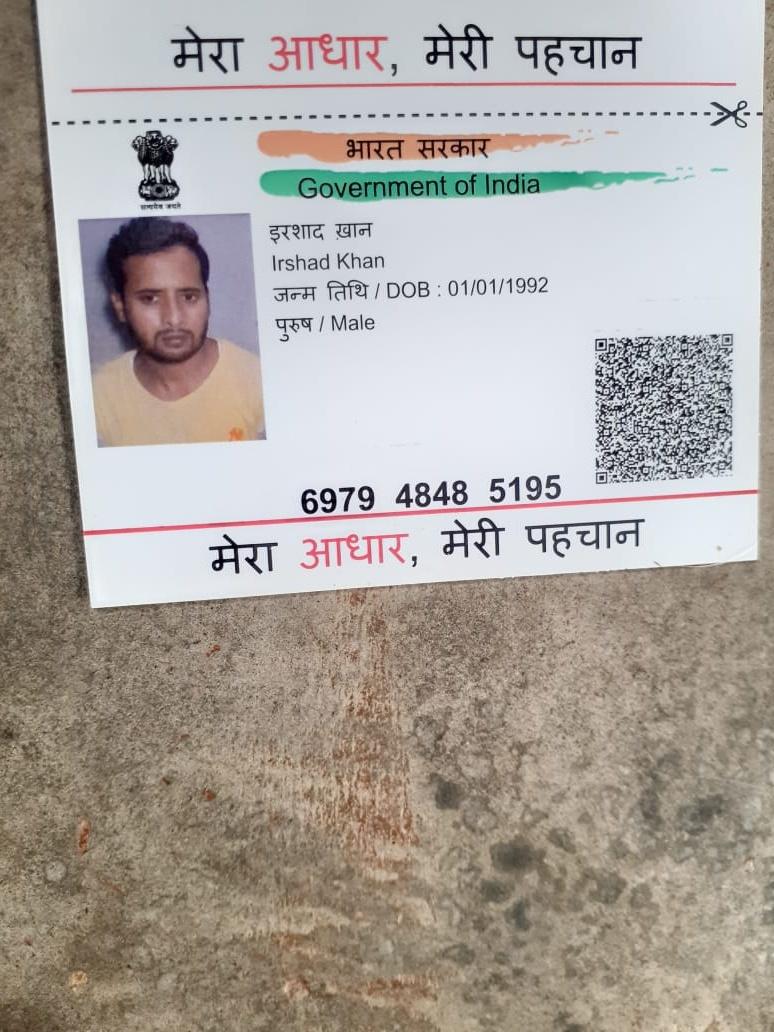 मेरा आधार, मेरी पहचान
भारत सरकार
Government of India
सत्यमेव जयते
इरशाद ख़ान
Irshad Khan
जन्म तिथि / DOB : 01/01/1992
पुरुष / Male
6979 4848 5195
मेरा आधार, मेरी पहचान